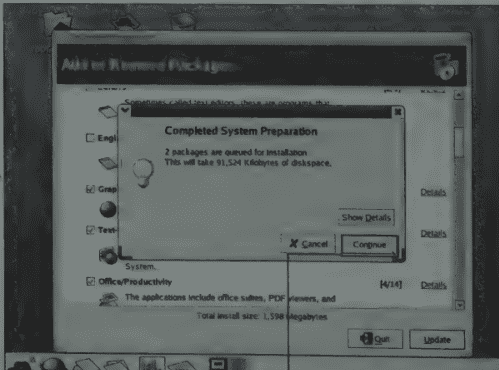 Add or Remove Packages
Sometimes called text editors, these are programs that
Completed System Preparation
2 packages are queued for installation
This will take 91,524 Kilobytes of diskspace.
Engi
Grap
Details
Show Details
Text-
Details
Cancel
Continue
System.
Office/Productivity
[4/14]
Details
The applications include office suites, PDF viewers, and
Total install size: 1,598 Megabytes
Quit
Update